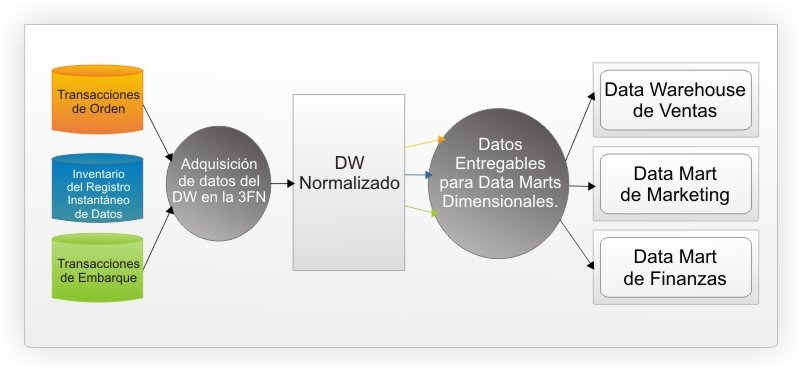 Transacciones
de Orden
Inventario
del Registro
Instantáneo
de Datos
Transacciones
de Embarque
Adquisición
de datos del
DW en la 3FN
DW
Normalizado
Datos
Entregables
para Data Marts
Dimensionales.
Data Warehouse
de Ventas
Data Mart
de Marketing
Data Mart
de Finanzas